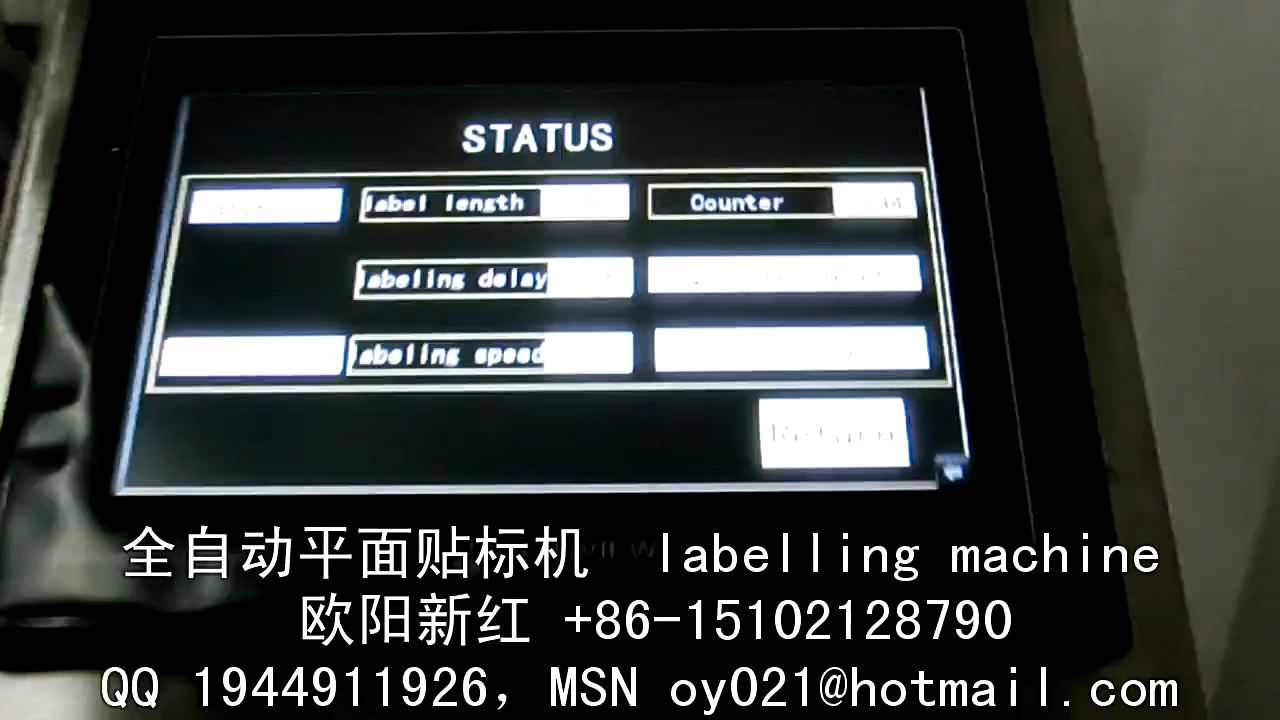 STATUS
label length
Counter
labeling delay
labeling speed
Return
全自动平面贴标机 labelling machine
欧阳新红 +86-15102128790
QQ 1944911926，MSN oy021@hotmail.com